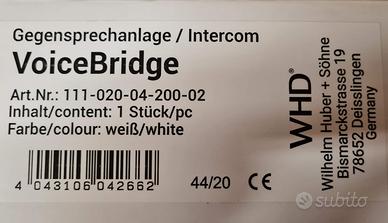 Gegensprechanlage / Intercom
VoiceBridge
Art.Nr.: 111-020-04-200-02
Inhalt/content: 1 Stück/pc
Farbe/colour: weiß/white
4 043106 042662
44/20 CE
WHD®
Wilhelm Huber + Söhne
Bismarckstrasse 19
78652 Deisslingen
GERMANY
subito